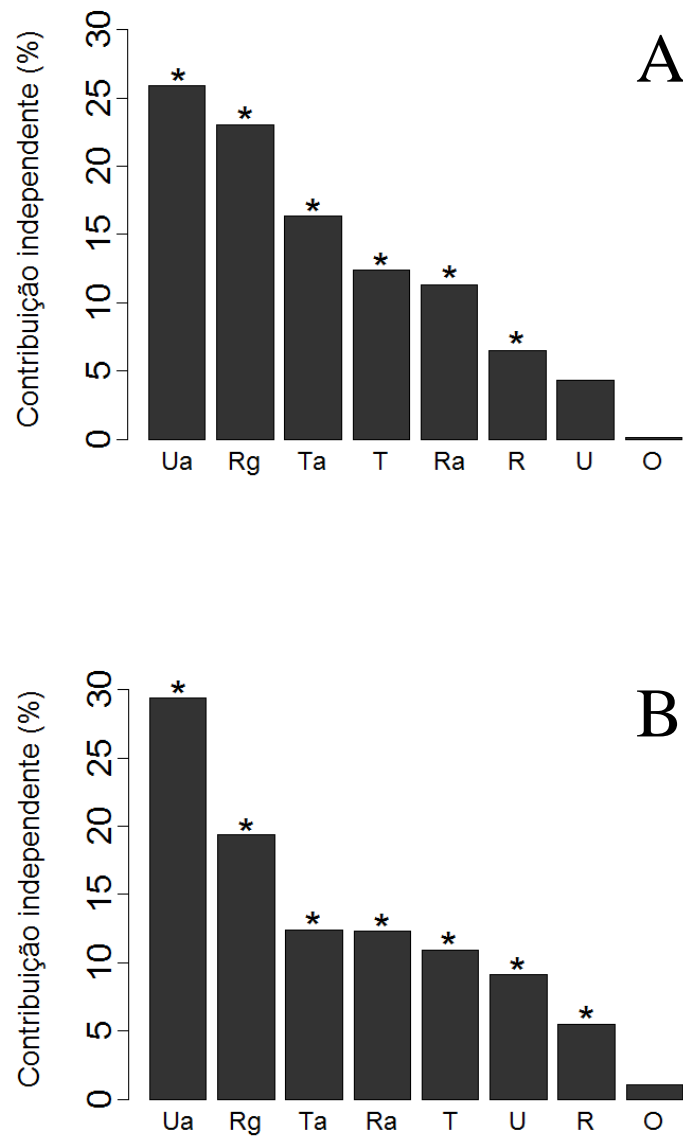 A
Contribuição independente (%)
30
25
20
15
10
5
0
* * * * * *
Ua Rg Ta T Ra R U O
B
Contribuição independente (%)
30
25
20
15
10
5
0
* * * * * * *
Ua Rg Ta Ra T U R O